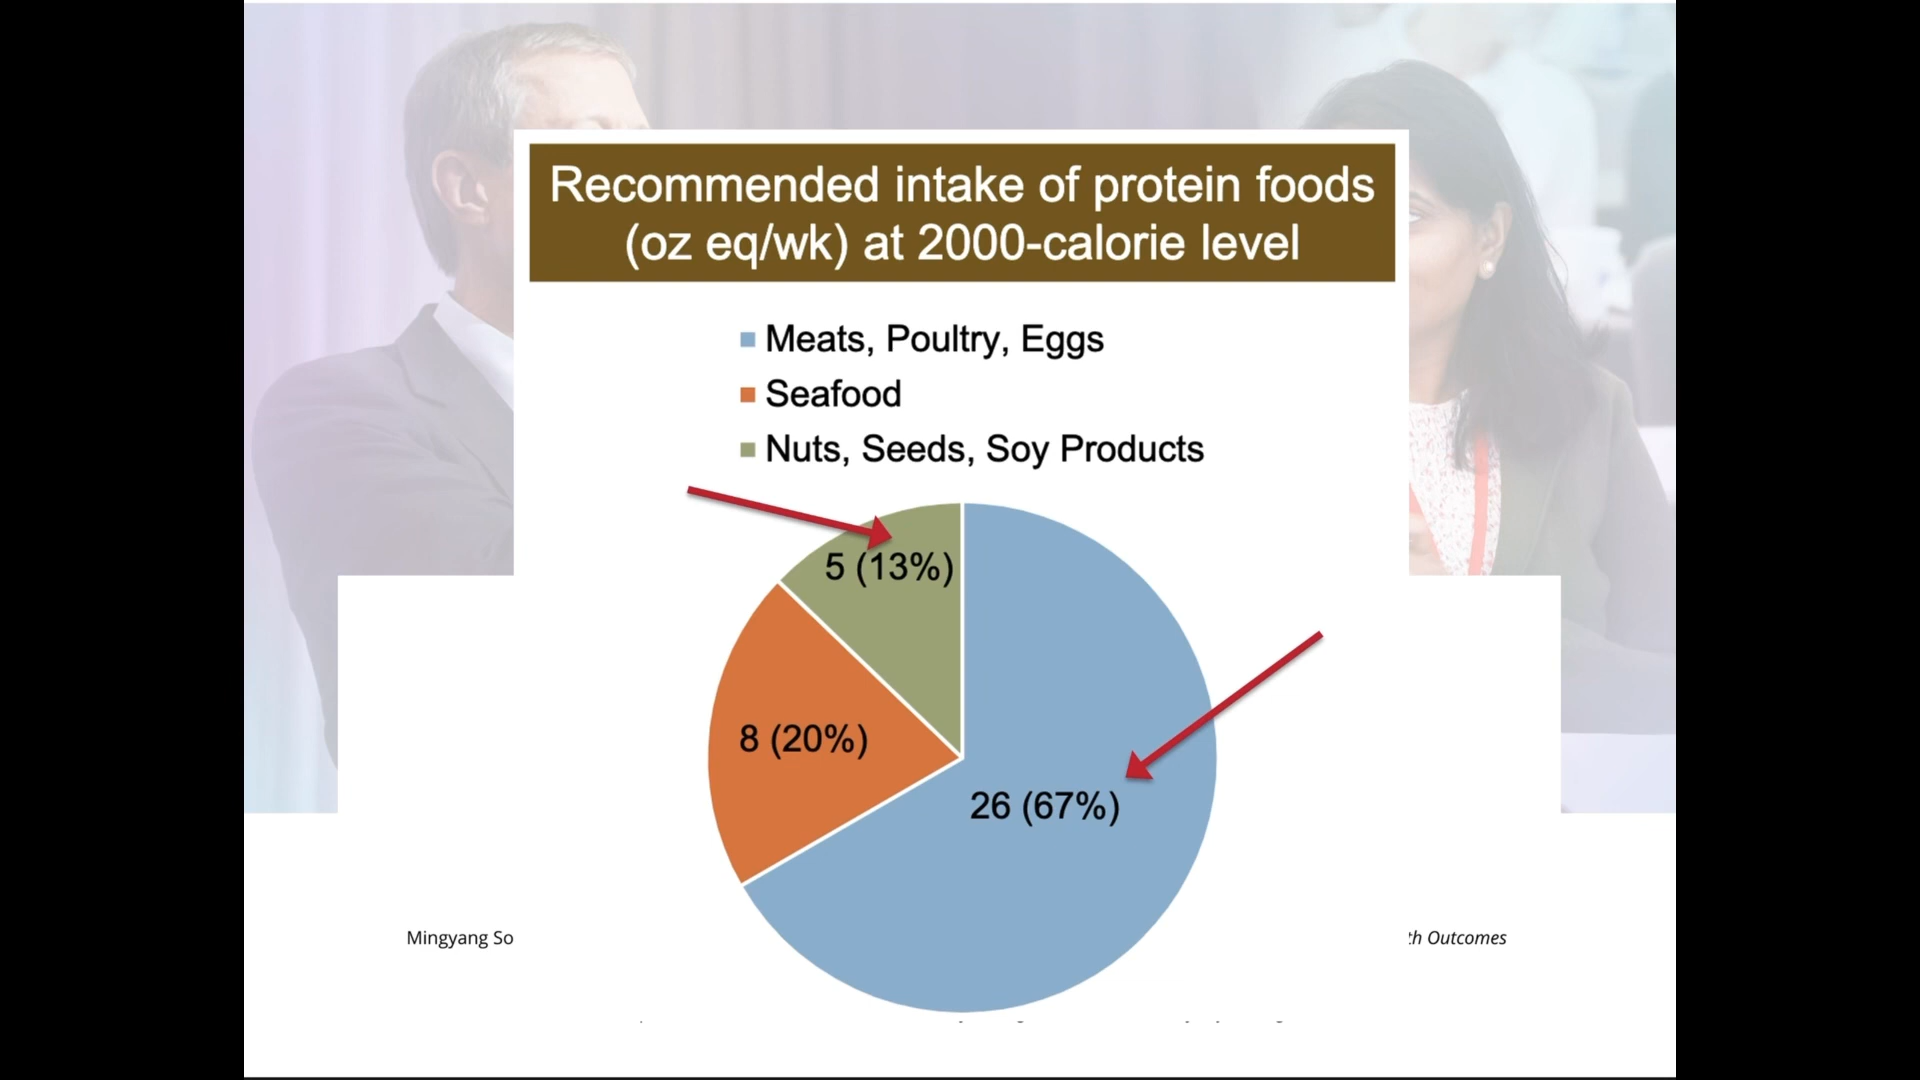 Recommended intake of protein foods
(oz eq/wk) at 2000-calorie level
Meats, Poultry, Eggs
Seafood
Nuts, Seeds, Soy Products
5 (13%)
8 (20%)
26 (67%)
Mingyang So
th Outcomes